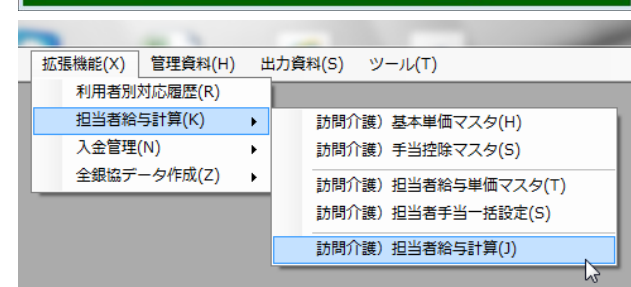 拡張機能(X) 管理資料(H) 出力資料(S) ツール(T)
利用者別対応履歴(R)
担当者給与計算(K)
入金管理(N)
全銀協データ作成(Z)
訪問介護）基本単価マスタ(H)
訪問介護）手当控除マスタ(S)
訪問介護）担当者給与単価マスタ(T)
訪問介護）担当者手当一括設定(S)
訪問介護）担当者給与計算(J)